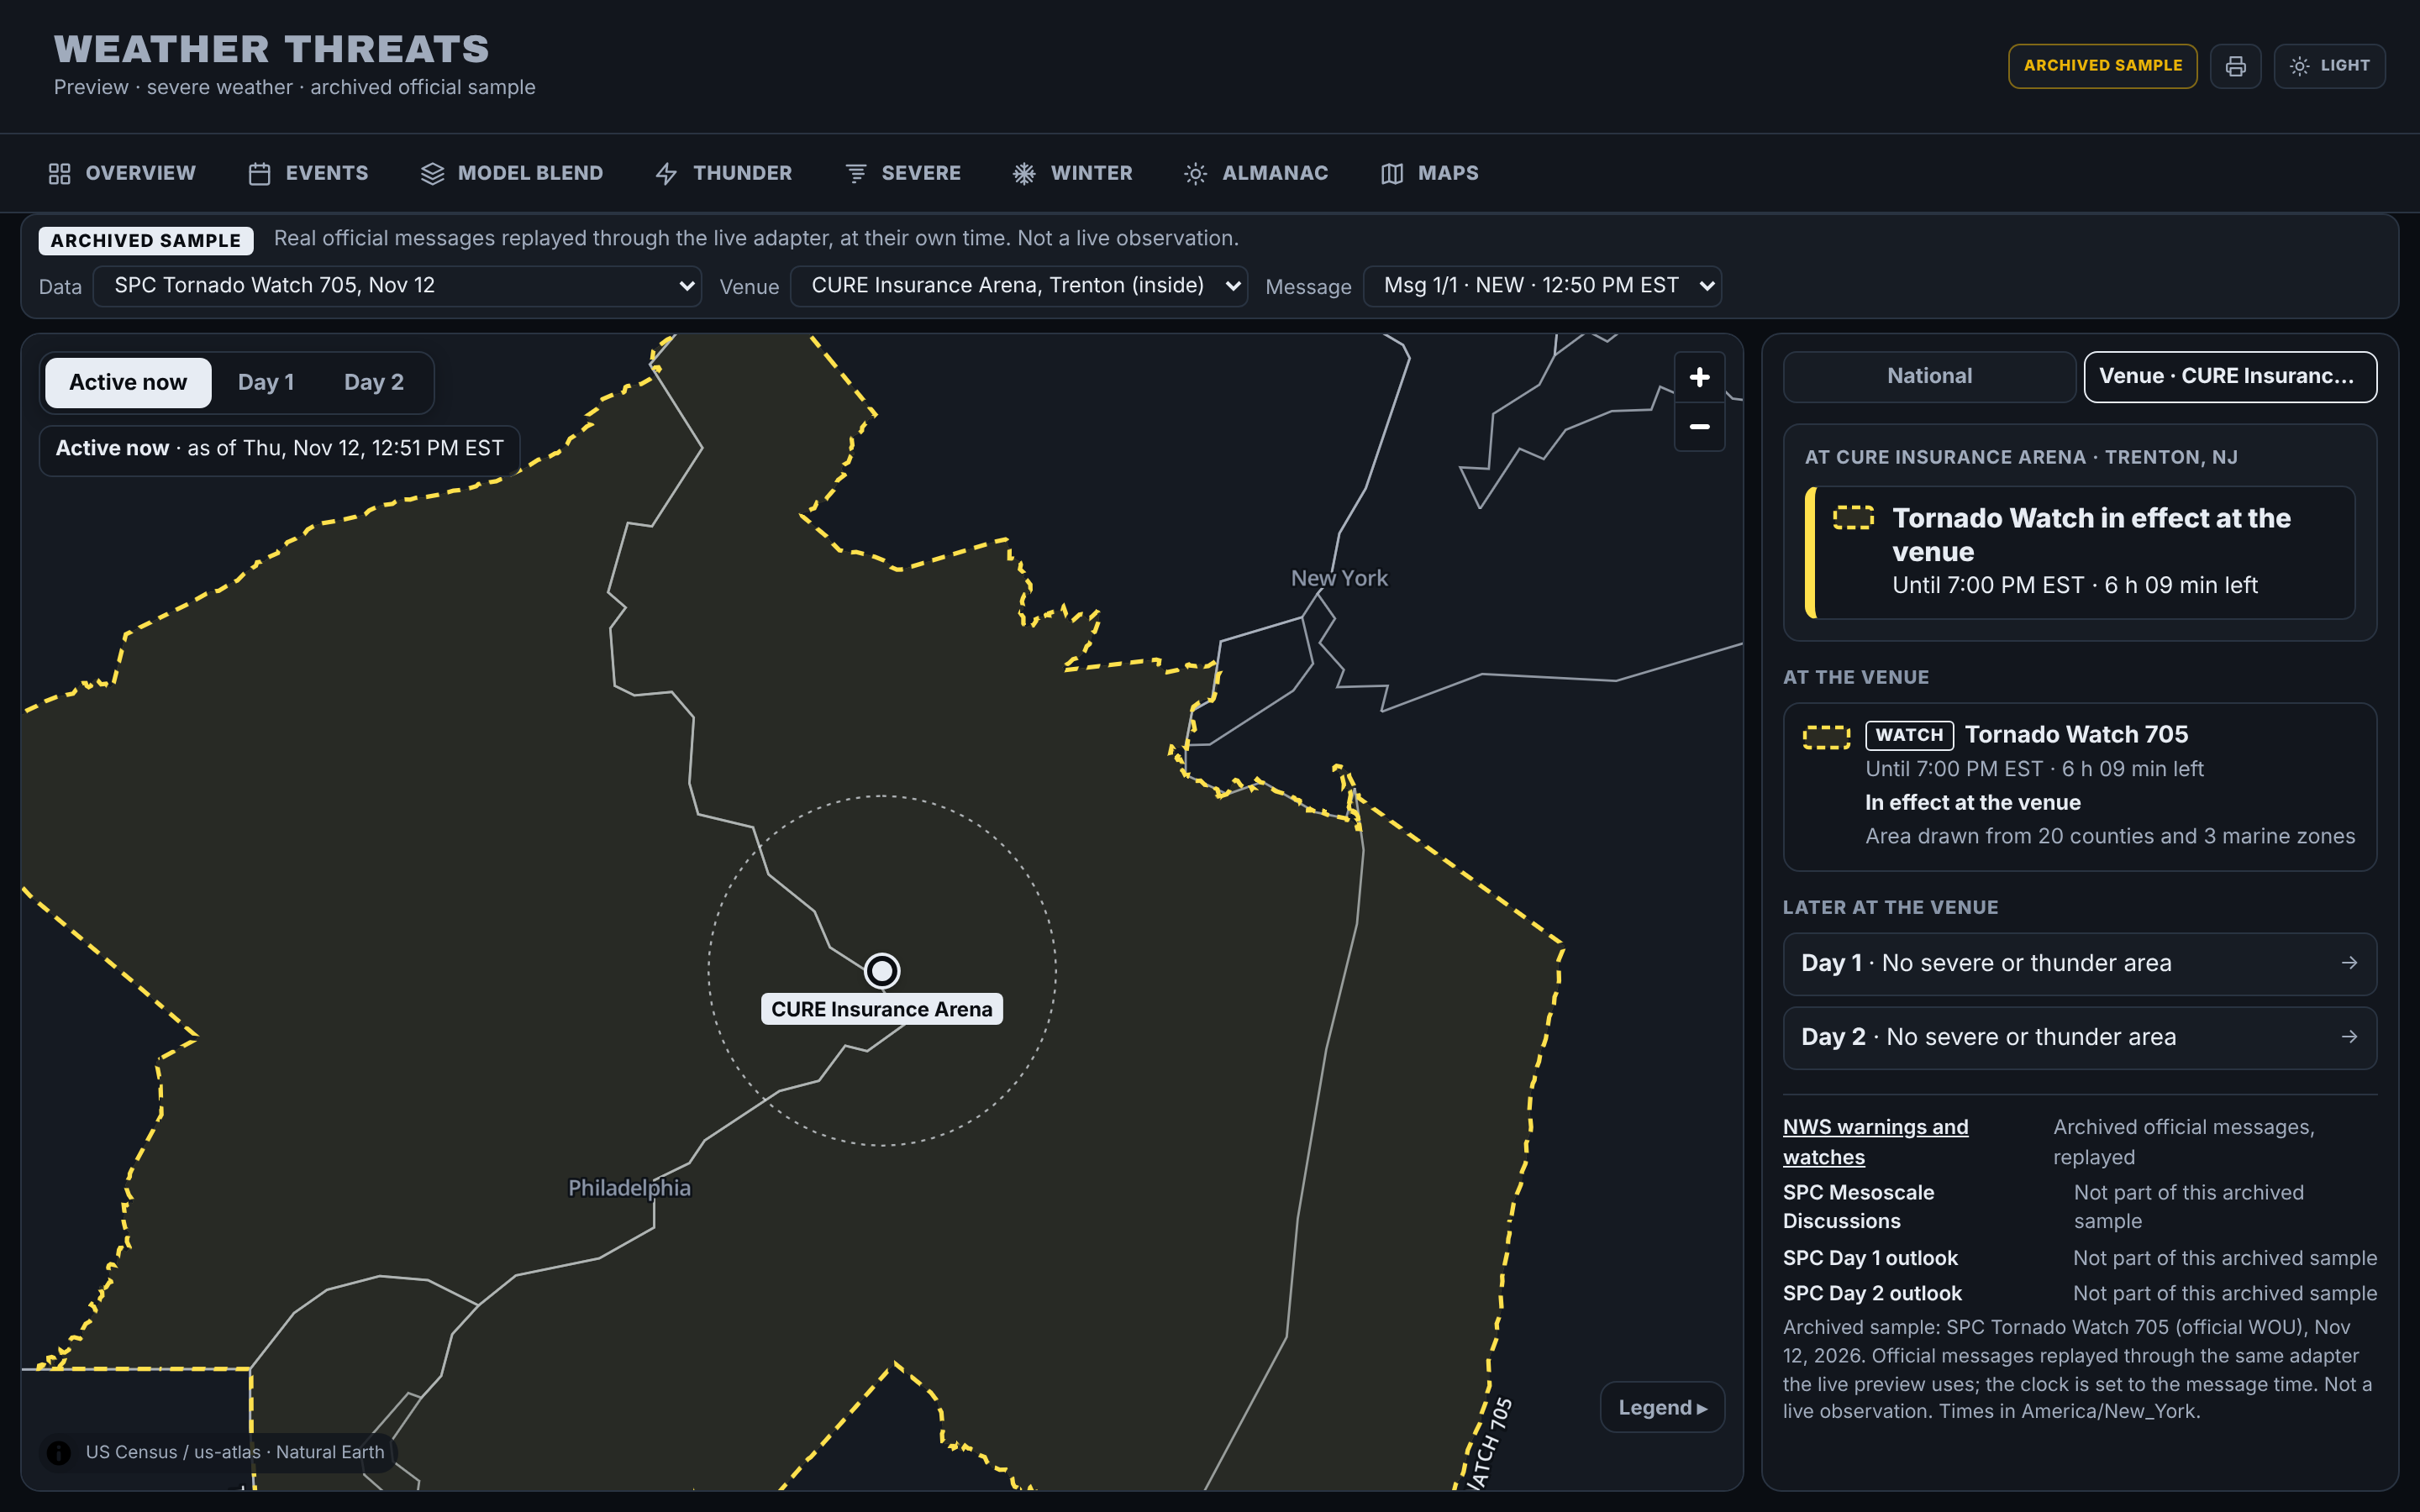 WEATHER THREATS
Preview · severe weather · archived official sample
ARCHIVED SAMPLE
LIGHT
OVERVIEW
EVENTS
MODEL BLEND
THUNDER
SEVERE
WINTER
ALMANAC
MAPS
ARCHIVED SAMPLE
Real official messages replayed through the live adapter, at their own time. Not a live observation.
Data
SPC Tornado Watch 705, Nov 12
Venue
CURE Insurance Arena, Trenton (inside)
Message
Msg 1/1 · NEW · 12:50 PM EST
Active now
Day 1
Day 2
Active now · as of Thu, Nov 12, 12:51 PM EST
New York
CURE Insurance Arena
Philadelphia
Legend ▸
US Census / us-atlas · Natural Earth
National
Venue · CURE Insuranc...
AT CURE INSURANCE ARENA · TRENTON, NJ
Tornado Watch in effect at the
venue
Until 7:00 PM EST · 6 h 09 min left
AT THE VENUE
WATCH Tornado Watch 705
Until 7:00 PM EST · 6 h 09 min left
In effect at the venue
Area drawn from 20 counties and 3 marine zones
LATER AT THE VENUE
Day 1 · No severe or thunder area →
Day 2 · No severe or thunder area →
NWS warnings and
watches
Archived official messages,
replayed
SPC Mesoscale
Discussions
Not part of this archived
sample
SPC Day 1 outlook
Not part of this archived sample
SPC Day 2 outlook
Not part of this archived sample
Archived sample: SPC Tornado Watch 705 (official WOU), Nov
12, 2026. Official messages replayed through the same adapter
the live preview uses; the clock is set to the message time. Not a
live observation. Times in America/New_York.
705